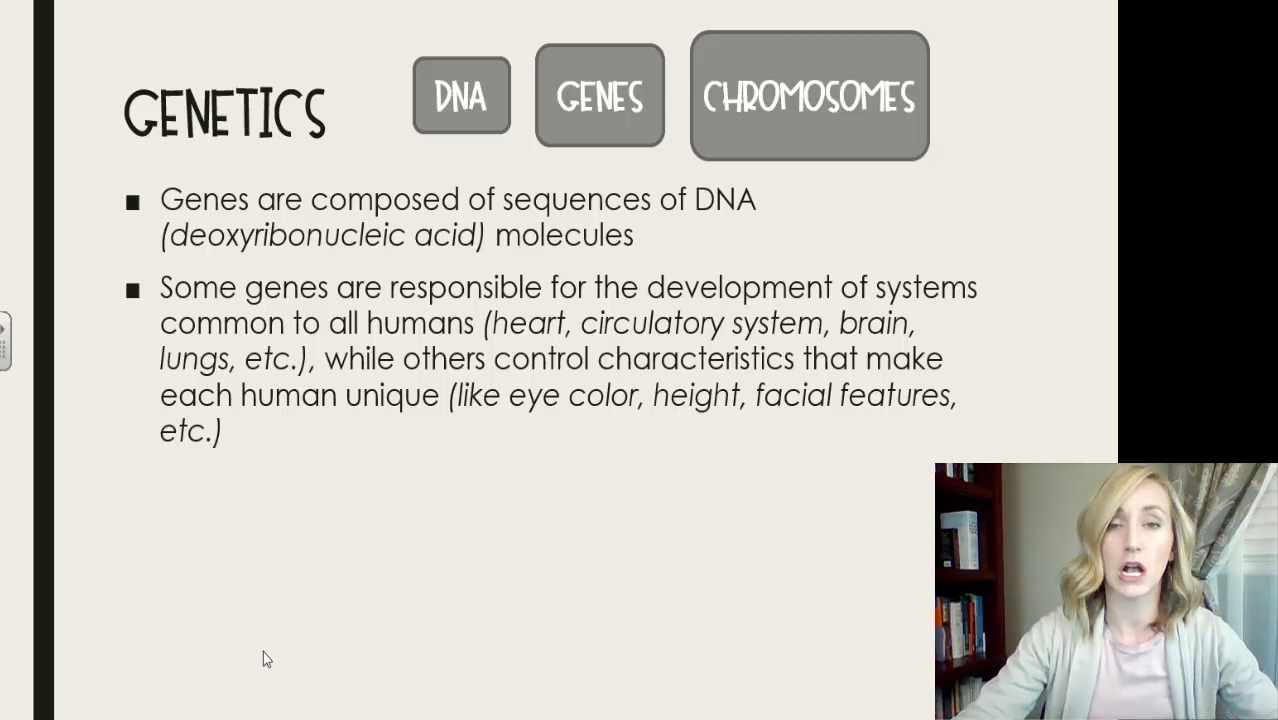 GENETICS
DNA
GENES
CHROMOSOMES
■ Genes are composed of sequences of DNA
(deoxyribonucleic acid) molecules
■ Some genes are responsible for the development of systems
common to all humans (heart, circulatory system, brain,
lungs, etc.), while others control characteristics that make
each human unique (like eye color, height, facial features,
etc.)